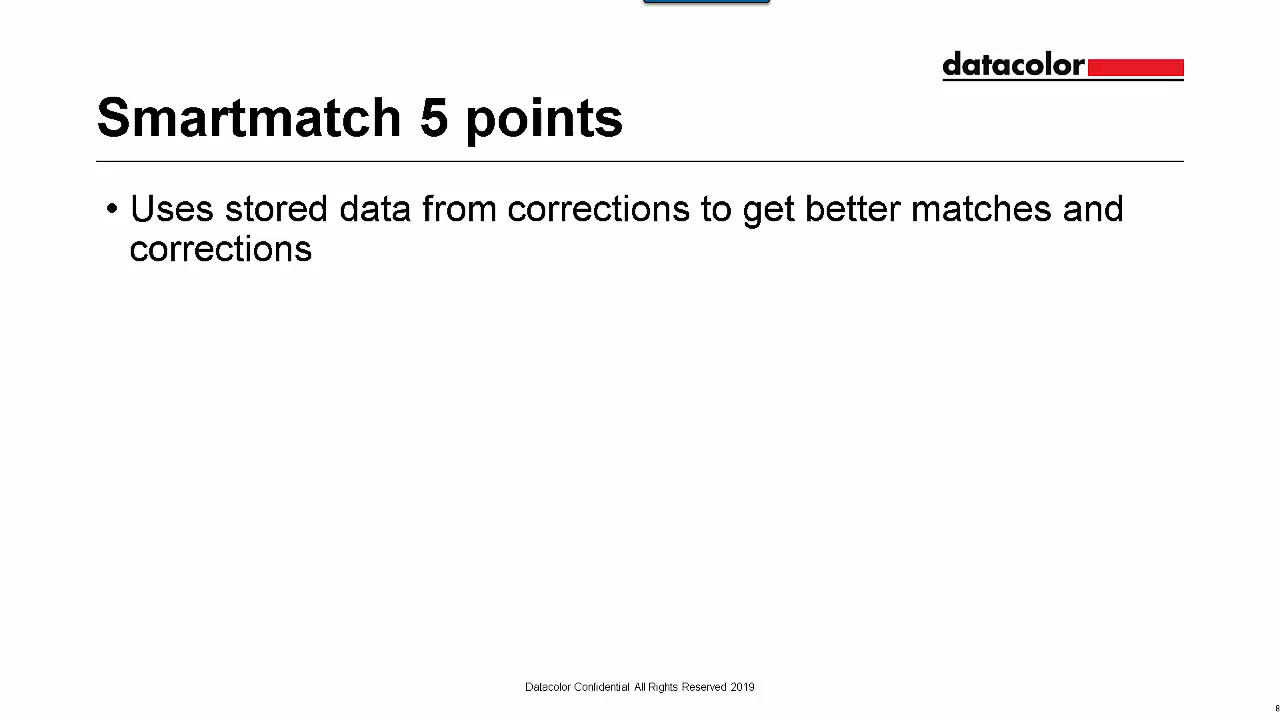 datacolor
Smartmatch 5 points
• Uses stored data from corrections to get better matches and
corrections
Datacolor Confidential All Rights Reserved 2019
8